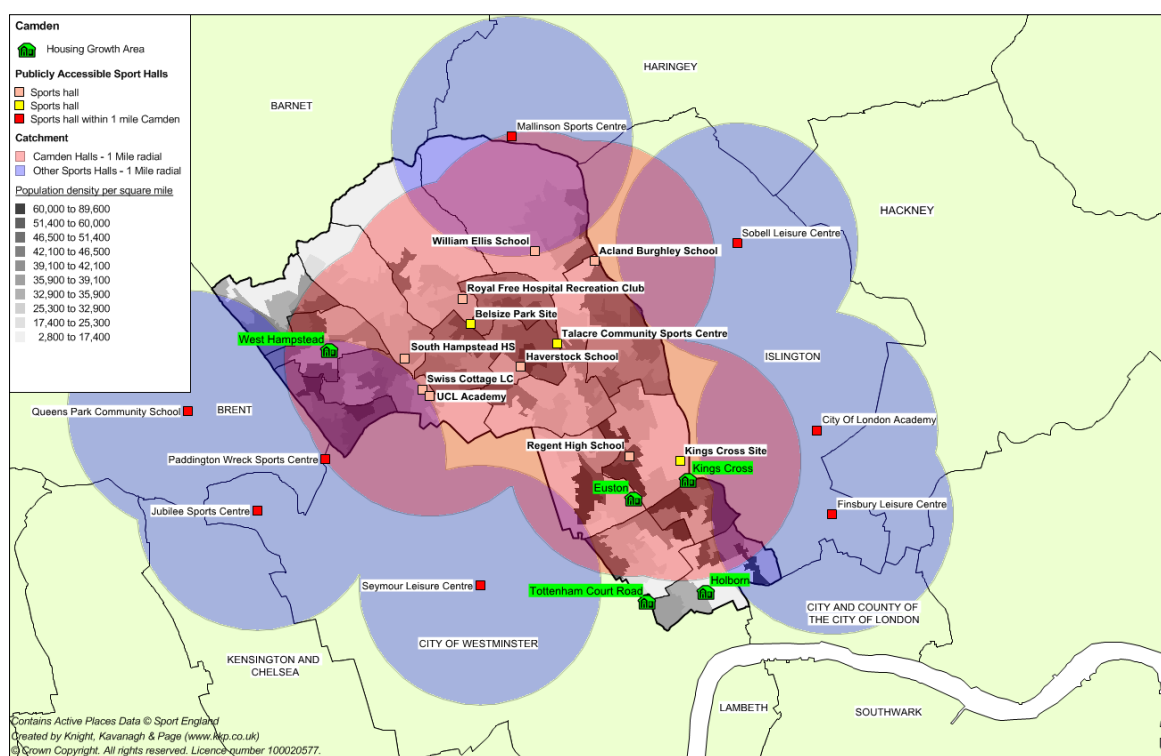 Camden
Housing Growth Area
Publicly Accessible Sport Halls
Sports hall
Sports hall
Sports hall within 1 mile Camden
Catchment
Camden Halls - 1 Mile radial
Other Sports Halls - 1 Mile radial
Population density per square mile
60,000 to 89,600
51,400 to 60,000
46,500 to 51,400
42,100 to 46,500
39,100 to 42,100
35,900 to 39,100
32,900 to 35,900
25,300 to 32,900
17,400 to 25,300
2,800 to 17,400
HARINGEY
BARNET
Mallinson Sports Centre
HACKNEY
Sobell Leisure Centre
William Ellis School
Acland Burghley School
Royal Free Hospital Recreation Club
Belsize Park Site
Talacre Community Sports Centre
West Hampstead
South Hampstead HS
Haverstock School
ISLINGTON
Swiss Cottage LC
UCL Academy
Queens Park Community School
BRENT
City Of London Academy
Regent High School
Kings Cross Site
Paddington Wreck Sports Centre
Kings Cross
Euston
Jubilee Sports Centre
Finsbury Leisure Centre
Seymour Leisure Centre
Holborn
Tottenham Court Road
CITY AND COUNTY OF
THE CITY OF LONDON
CITY OF WESTMINSTER
KENSINGTON AND
CHELSEA
LAMBETH
SOUTHWARK
Contains Active Places Data © Sport England
Created by Knight, Kavanagh & Page (www.kkp.co.uk)
© Crown Copyright. All rights reserved. Licence number 100020577.